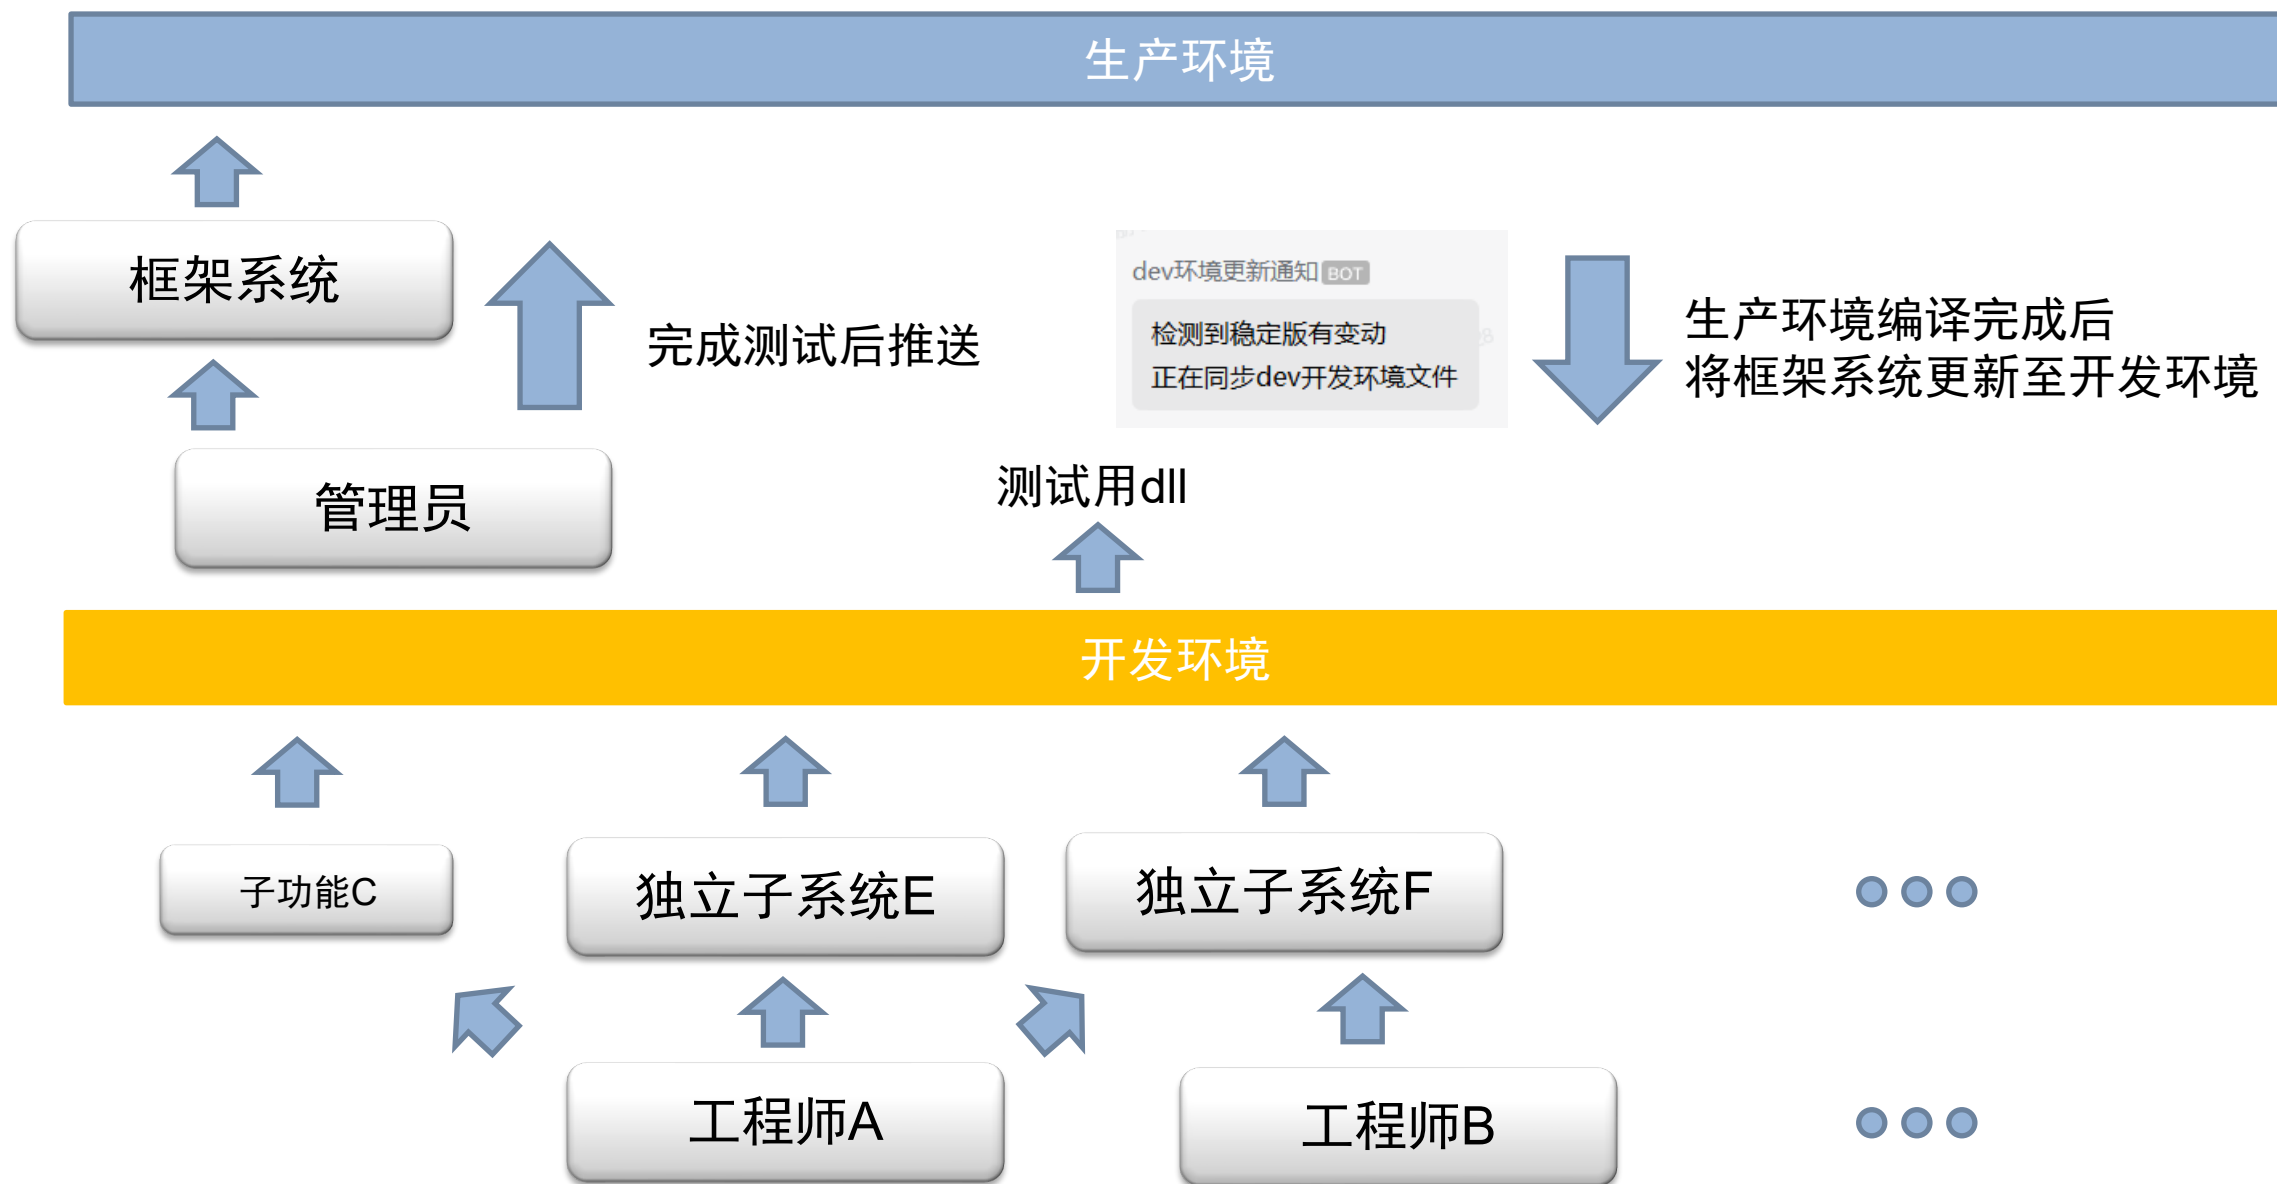 生产环境
框架系统
dev环境更新通知 BOT
检测到稳定版有变动
正在同步dev开发环境文件
完成测试后推送
生产环境编译完成后
将框架系统更新至开发环境
管理员
测试用dll
开发环境
子功能C
独立子系统E
独立子系统F
工程师A
工程师B